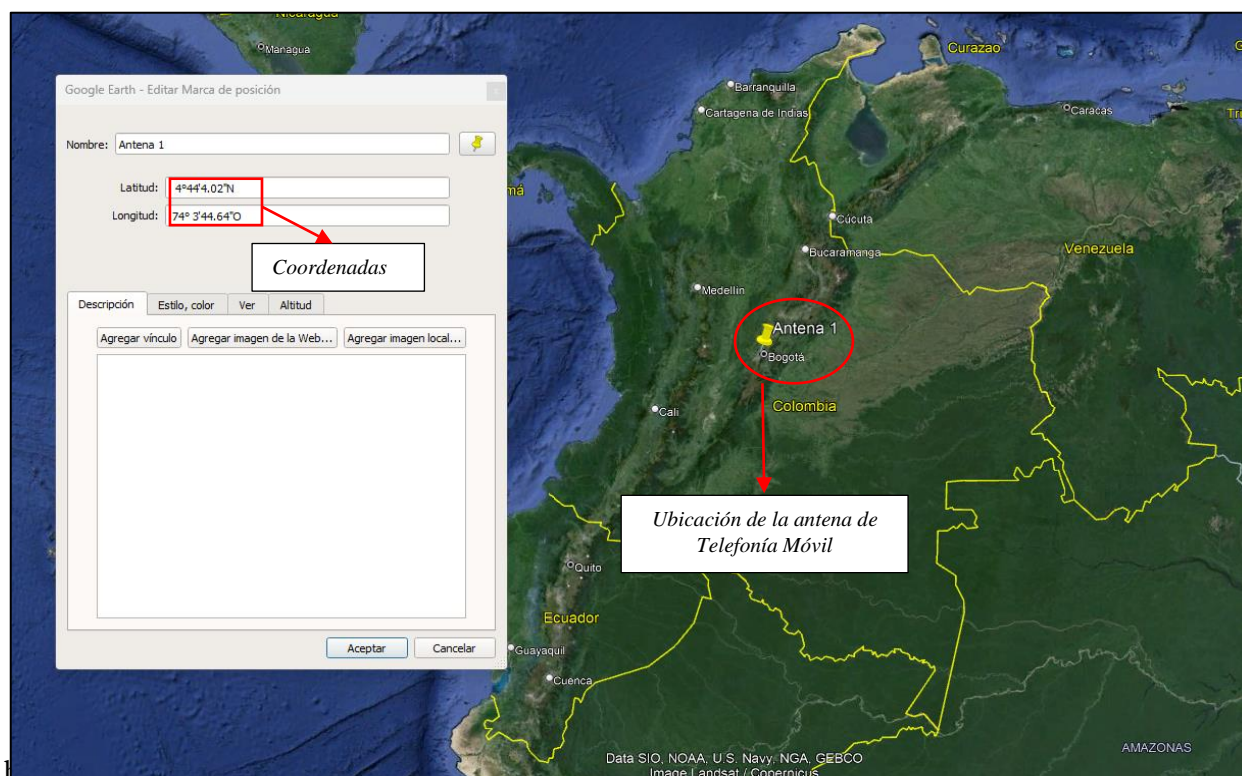 Nicaragua
Managua
Curazao
Barranquilla
Cartagena de Indias
Caracas
Google Earth - Editar Marca de posición
Nombre: Antena 1
Latitud: 4°44'4.02"N
Longitud: 74° 3'44.64"O
Coordenadas
Cúcuta
Bucaramanga
Venezuela
Medellín
Descripción Estilo, color Ver Altitud
Agregar vínculo Agregar imagen de la Web... Agregar imagen local...
Antena 1
Bogotá
Cali
Colombia
Ubicación de la antena de
Telefonía Móvil
Quito
Ecuador
Aceptar Cancelar
Guayaquil
Cuenca
AMAZONAS
Data SIO, NOAA, U.S. Navy, NGA, GEBCO
Image Landsat / Copernicus